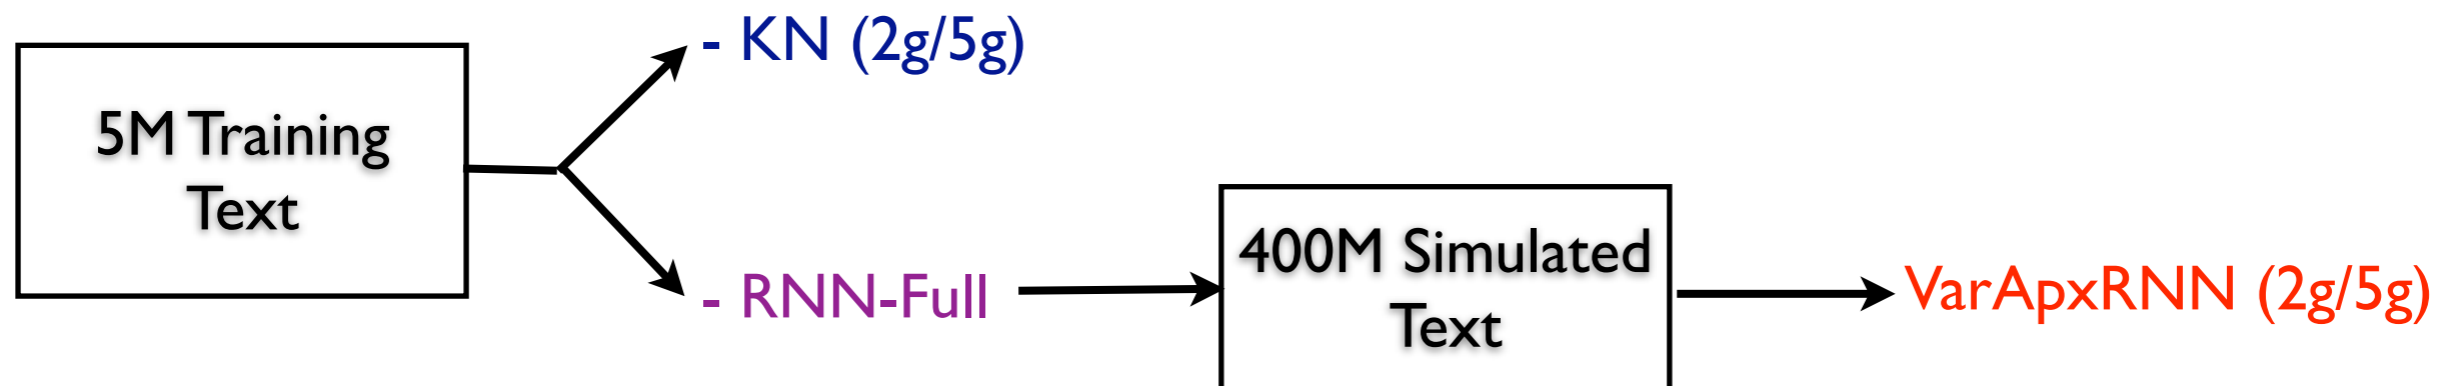 - KN (2g/5g)
5M Training
Text
- RNN-Full
400M Simulated
Text
VarApxRNN (2g/5g)